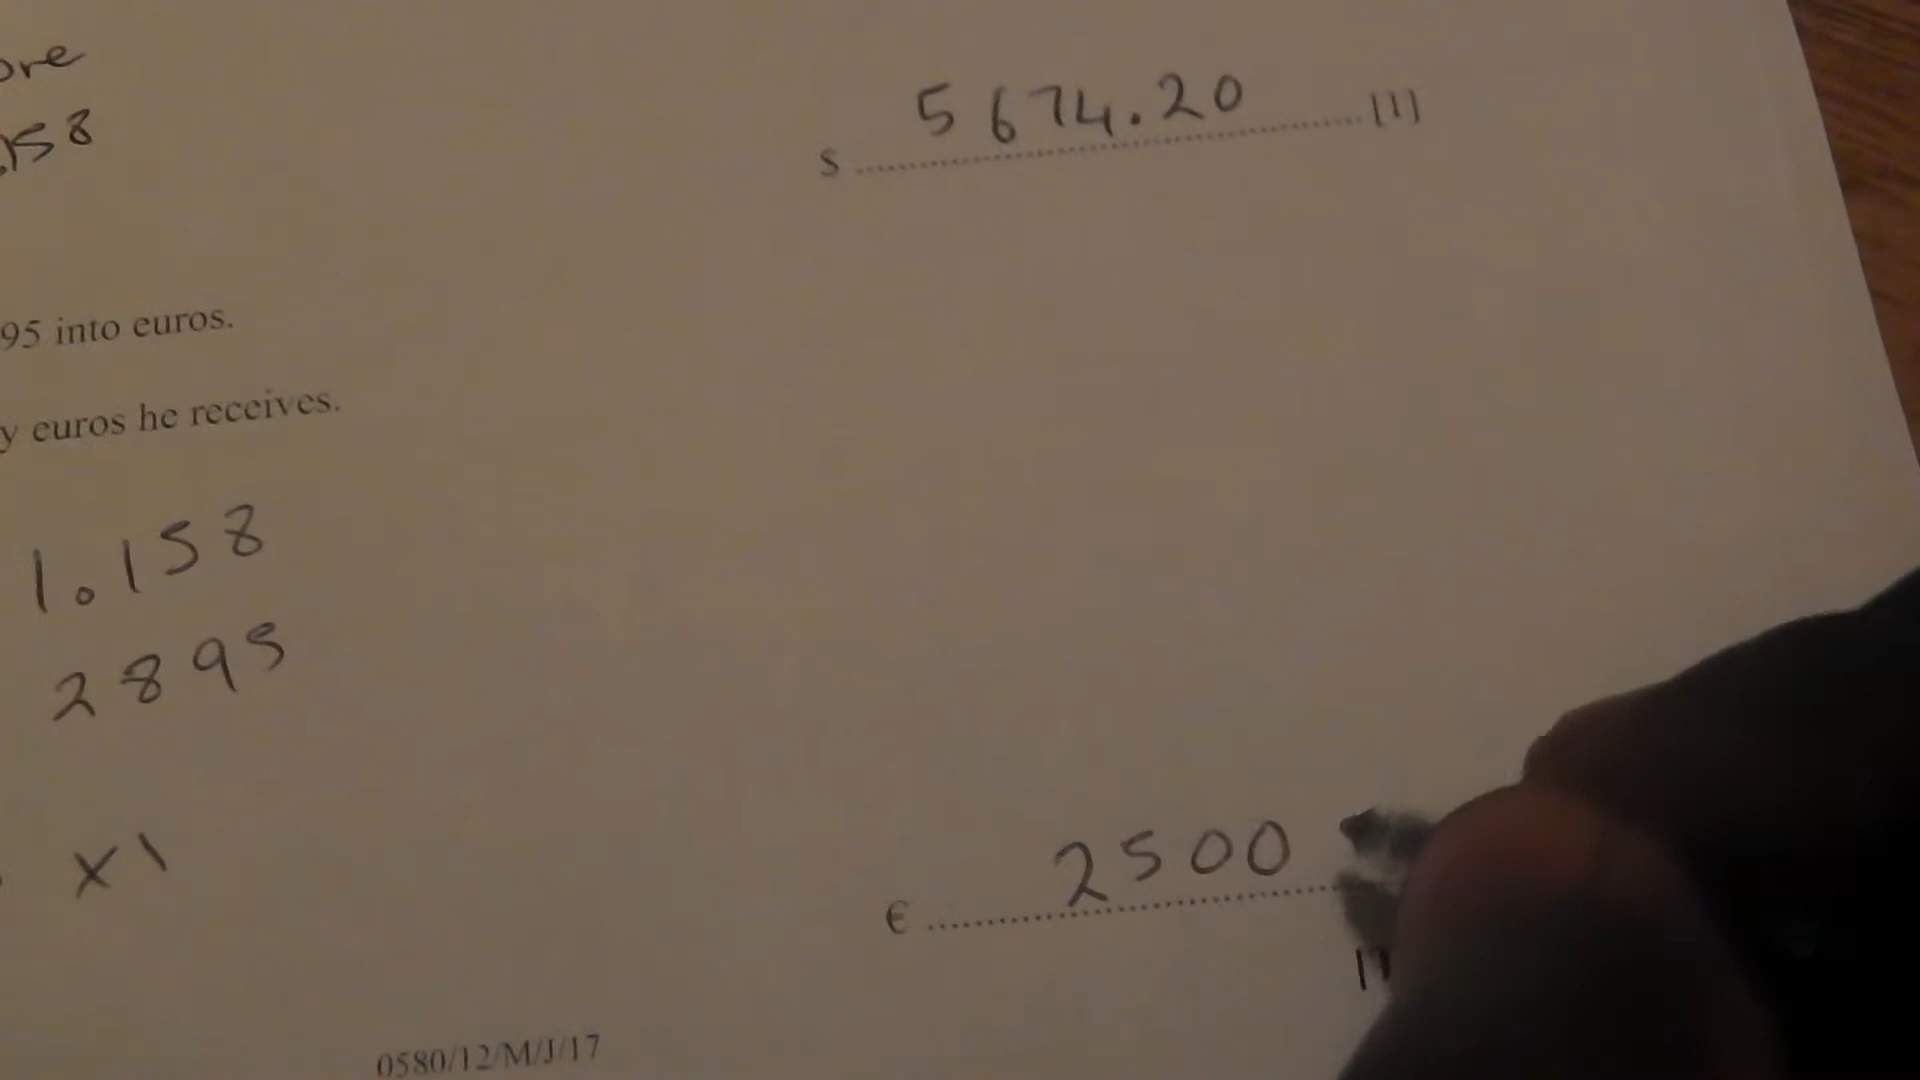 ore
5674.20
.158
$ [1]
95 into euros.
y euros he receives.
1.158
2895
2500
x1
€
0580/12/M/J/17